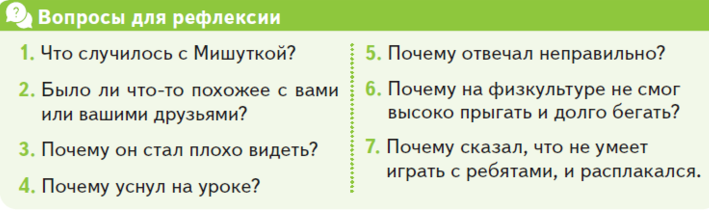 Вопросы для рефлексии
1. Что случилось с Мишуткой?
2. Было ли что-то похожее с вами
или вашими друзьями?
3. Почему он стал плохо видеть?
4. Почему уснул на уроке?
5. Почему отвечал неправильно?
6. Почему на физкультуре не смог
высоко прыгать и долго бегать?
7. Почему сказал, что не умеет
играть с ребятами, и расплакался.